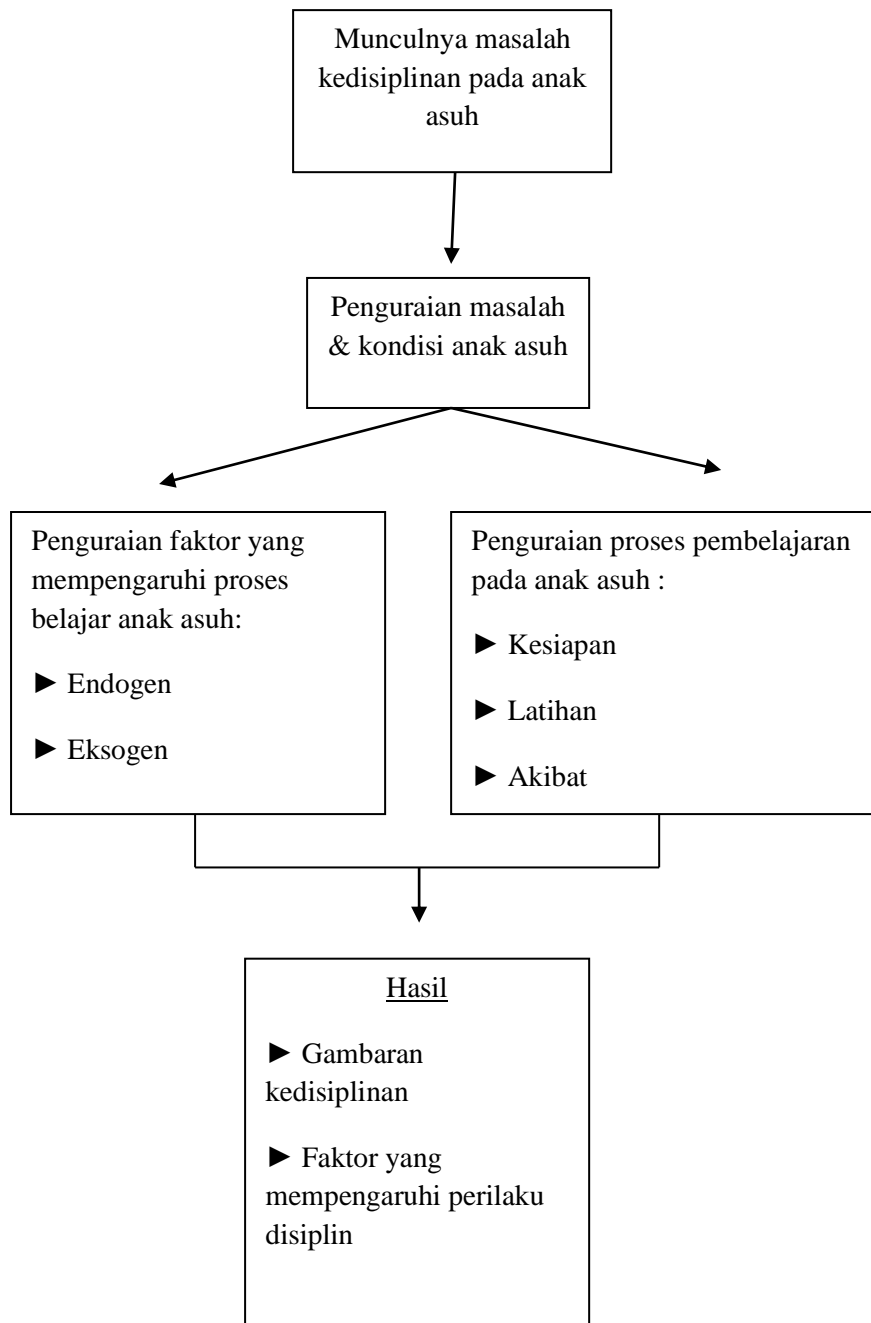 Munculnya masalah
kedisiplinan pada anak
asuh
Penguraian masalah
& kondisi anak asuh
Penguraian faktor yang
mempengaruhi proses
belajar anak asuh:
► Endogen
► Eksogen
Penguraian proses pembelajaran
pada anak asuh :
► Kesiapan
► Latihan
► Akibat
Hasil
► Gambaran
kedisiplinan
► Faktor yang
mempengaruhi perilaku
disiplin